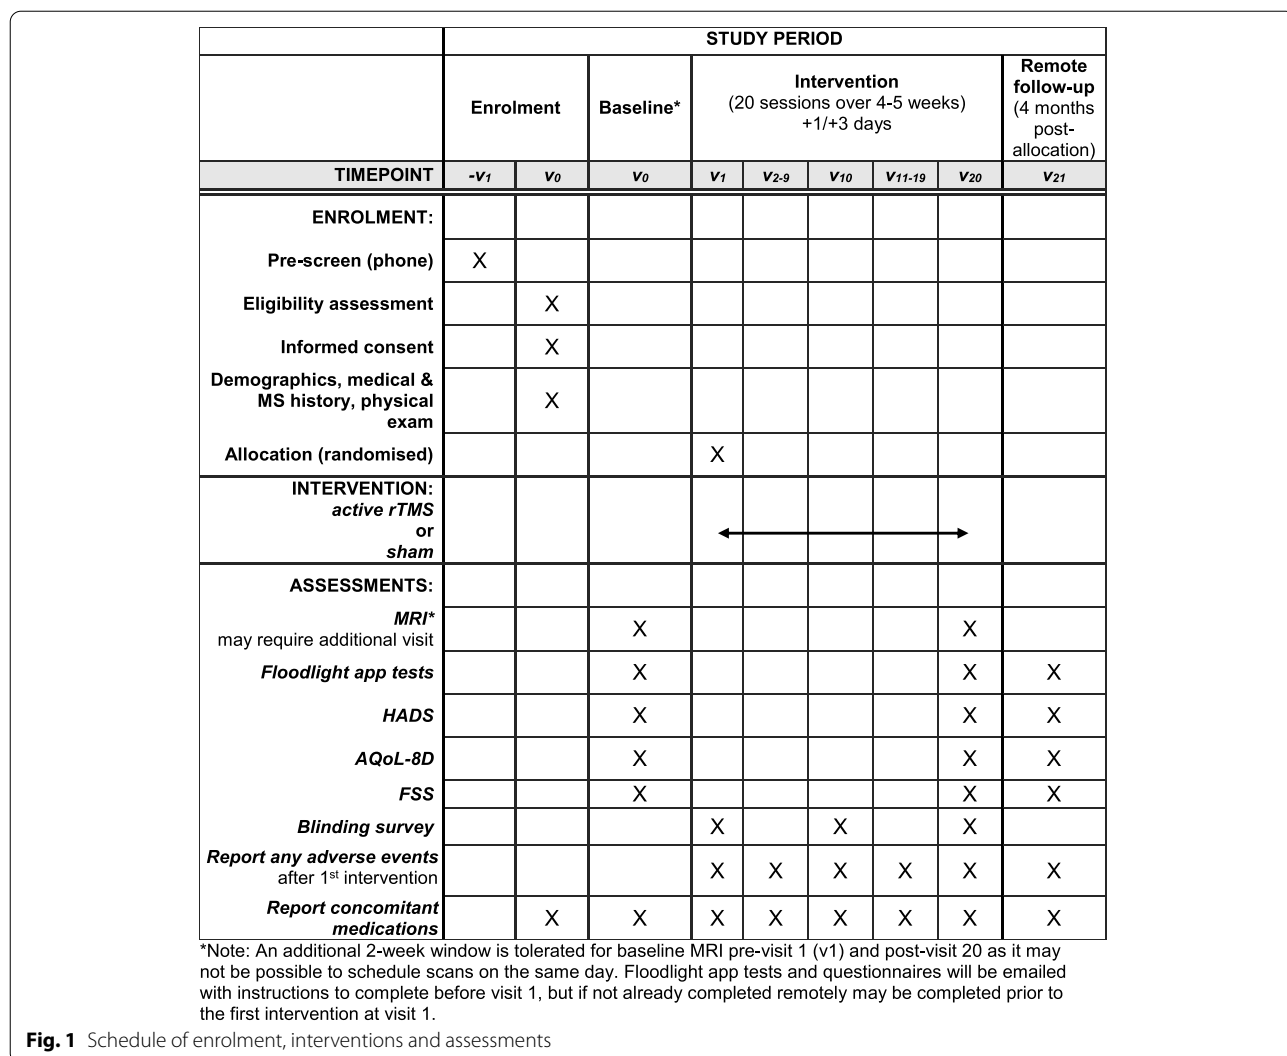 STUDY PERIOD
Enrolment
Baseline*
Intervention
(20 sessions over 4-5 weeks)
+1/+3 days
Remote
follow-up
(4 months
post-
allocation)
TIMEPOINT -v1 v0 v0 v1 v2-9 v10 v11-19 v20 v21
ENROLMENT:
Pre-screen (phone) X
Eligibility assessment X
Informed consent X
Demographics, medical &
MS history, physical
exam X
Allocation (randomised) X
INTERVENTION:
active rTMS
or
sham
ASSESSMENTS:
MRI*
may require additional visit X X
Floodlight app tests X X X
HADS X X X
AQoL-8D X X X
FSS X X X
Blinding survey X X X
Report any adverse events
after 1st intervention X X X X X X
Report concomitant
medications X X X X X X X X
*Note: An additional 2-week window is tolerated for baseline MRI pre-visit 1 (v1) and post-visit 20 as it may
not be possible to schedule scans on the same day. Floodlight app tests and questionnaires will be emailed
with instructions to complete before visit 1, but if not already completed remotely may be completed prior to
the first intervention at visit 1.
Fig. 1 Schedule of enrolment, interventions and assessments